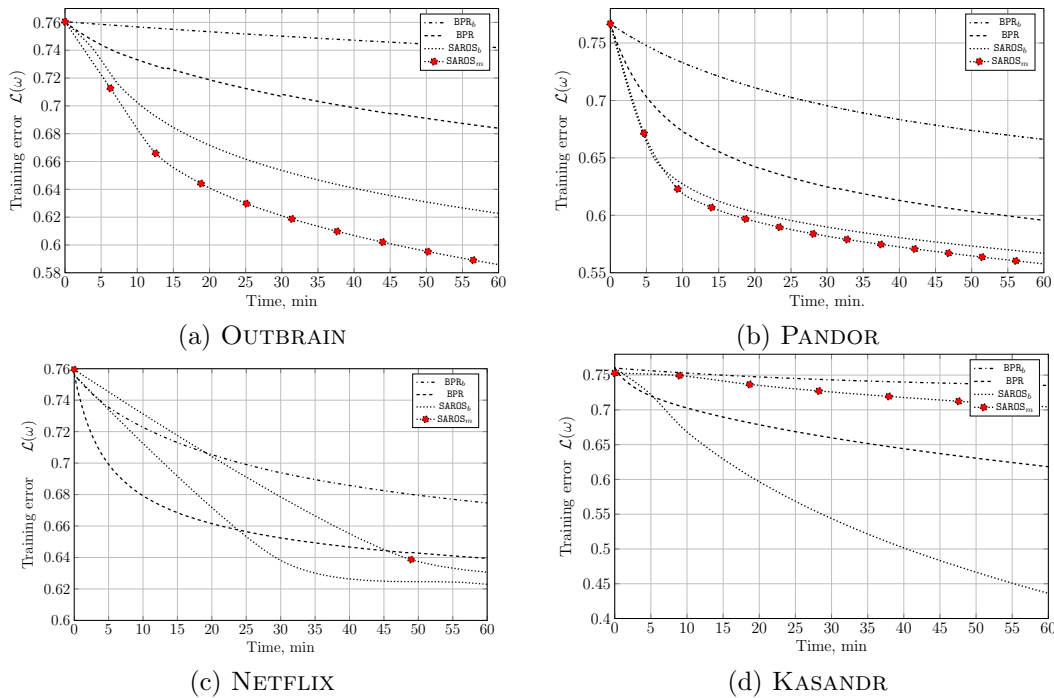 0.76
0.74
0.72
0.7
0.68
0.66
0.64
0.62
0.6
0.58
Training error L(ω)
0 5 10 15 20 25 30 35 40 45 50 55 60
Time, min
BPR_b
BPR
SAROS_b
SAROS_m
(a) OUTBRAIN
0.75
0.7
0.65
0.6
0.55
Training error L(ω)
0 5 10 15 20 25 30 35 40 45 50 55 60
Time, min.
BPR_b
BPR
SAROS_b
SAROS_m
(b) PANDOR
0.76
0.74
0.72
0.7
0.68
0.66
0.64
0.62
0.6
Training error L(ω)
0 5 10 15 20 25 30 35 40 45 50 55 60
Time, min
BPR_b
BPR
SAROS_b
SAROS_m
(c) NETFLIX
0.75
0.7
0.65
0.6
0.55
0.5
0.45
0.4
Training error L(ω)
0 5 10 15 20 25 30 35 40 45 50 55 60
Time, min
BPR_b
BPR
SAROS_b
SAROS_m
(d) KASANDR